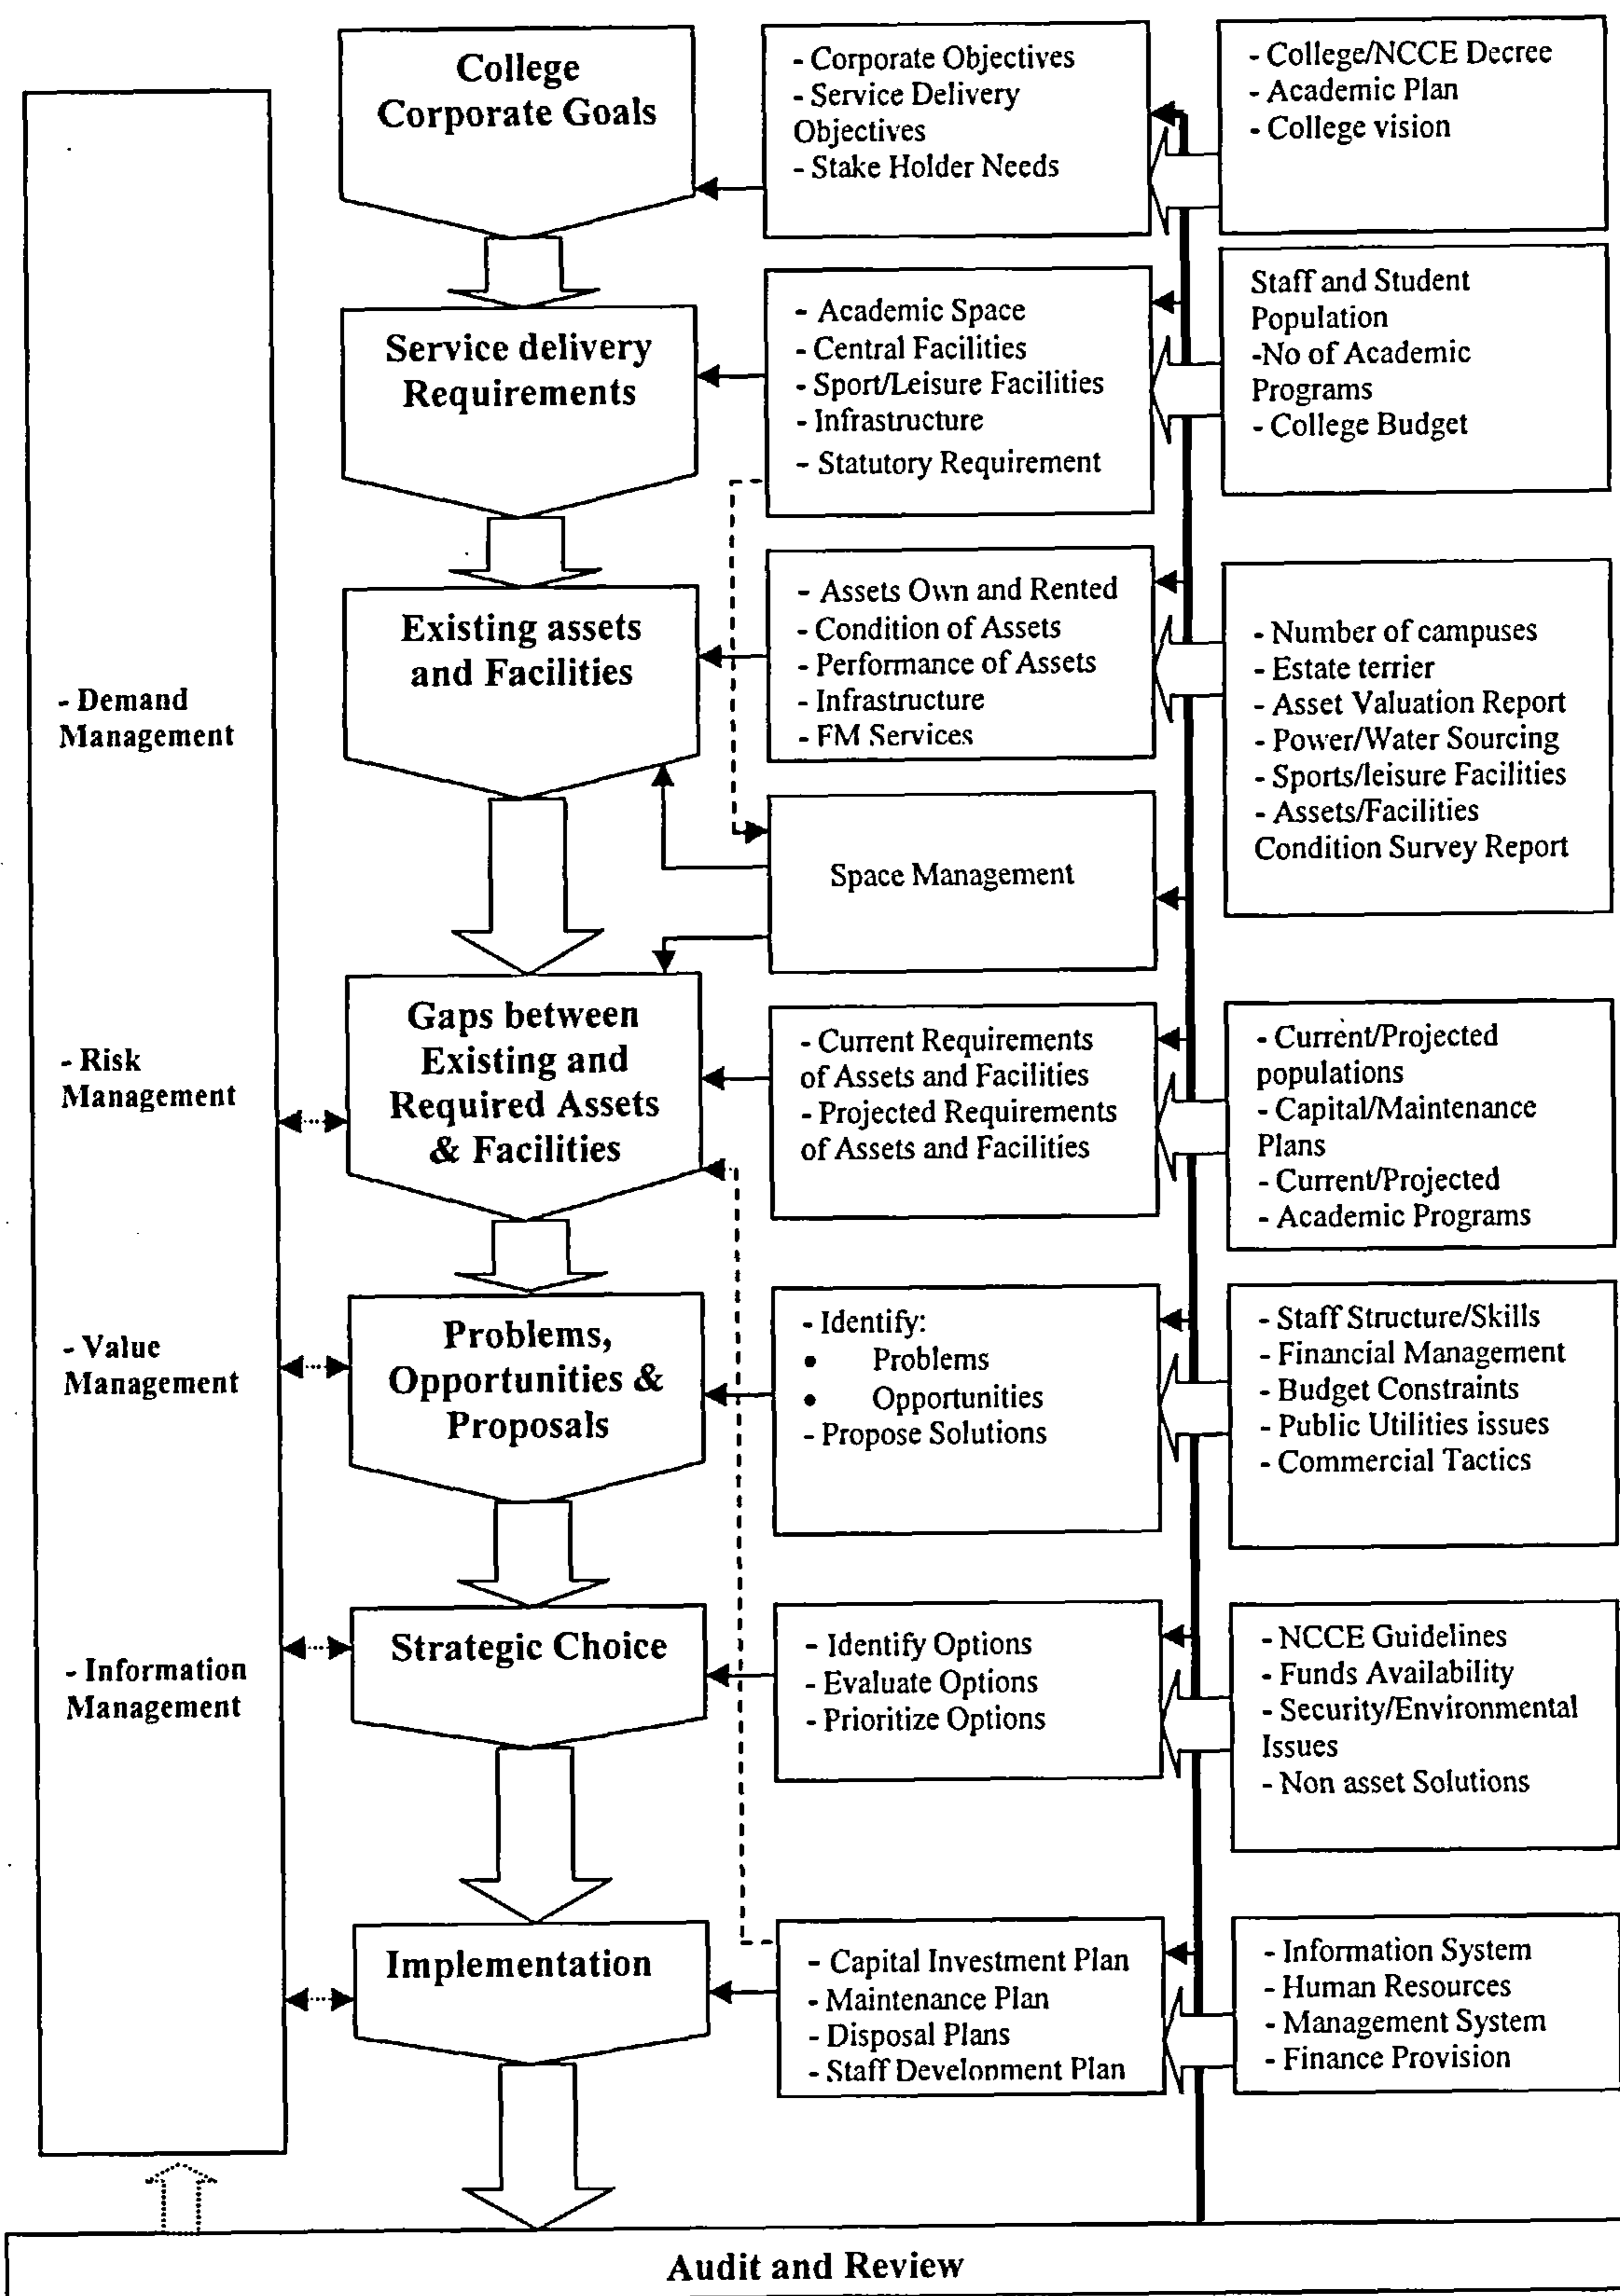 College
Corporate Goals
- Corporate Objectives
- Service Delivery
Objectives
- Stake Holder Needs
- College/NCCE Decree
- Academic Plan
- College vision
Service delivery
Requirements
- Academic Space
- Central Facilities
- Sport/Leisure Facilities
- Infrastructure
- Statutory Requirement
Staff and Student
Population
-No of Academic
Programs
- College Budget
Existing assets
and Facilities
- Assets Own and Rented
- Condition of Assets
- Performance of Assets
- Infrastructure
- FM Services
- Number of campuses
- Estate terrier
- Asset Valuation Report
- Power/Water Sourcing
- Sports/leisure Facilities
- Assets/Facilities
Condition Survey Report
- Demand
Management
Space Management
- Risk
Management
Gaps between
Existing and
Required Assets
& Facilities
- Current Requirements
of Assets and Facilities
- Projected Requirements
of Assets and Facilities
- Current/Projected
populations
- Capital/Maintenance
Plans
- Current/Projected
- Academic Programs
- Value
Management
Problems,
Opportunities &
Proposals
- Identify:
• Problems
• Opportunities
- Propose Solutions
- Staff Structure/Skills
- Financial Management
- Budget Constraints
- Public Utilities issues
- Commercial Tactics
- Information
Management
Strategic Choice
- Identify Options
- Evaluate Options
- Prioritize Options
- NCCE Guidelines
- Funds Availability
- Security/Environmental
Issues
- Non asset Solutions
Implementation
- Capital Investment Plan
- Maintenance Plan
- Disposal Plans
- Staff Development Plan
- Information System
- Human Resources
- Management System
- Finance Provision
Audit and Review